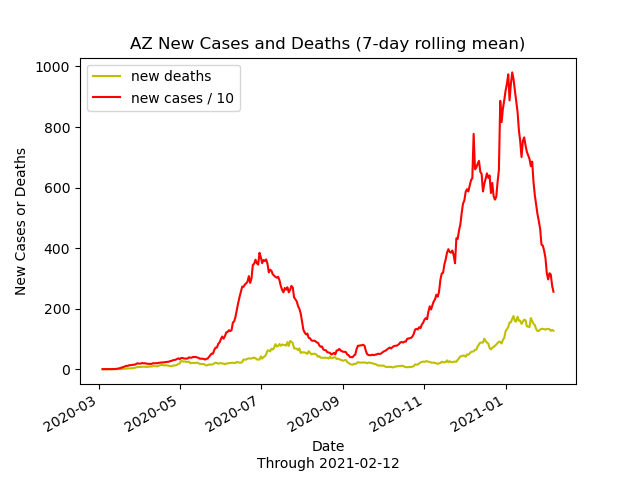 AZ New Cases and Deaths (7-day rolling mean)
new deaths
new cases / 10
New Cases or Deaths
1000
800
600
400
200
0
2020-03
2020-05
2020-07
2020-09
2020-11
2021-01
Date
Through 2021-02-12